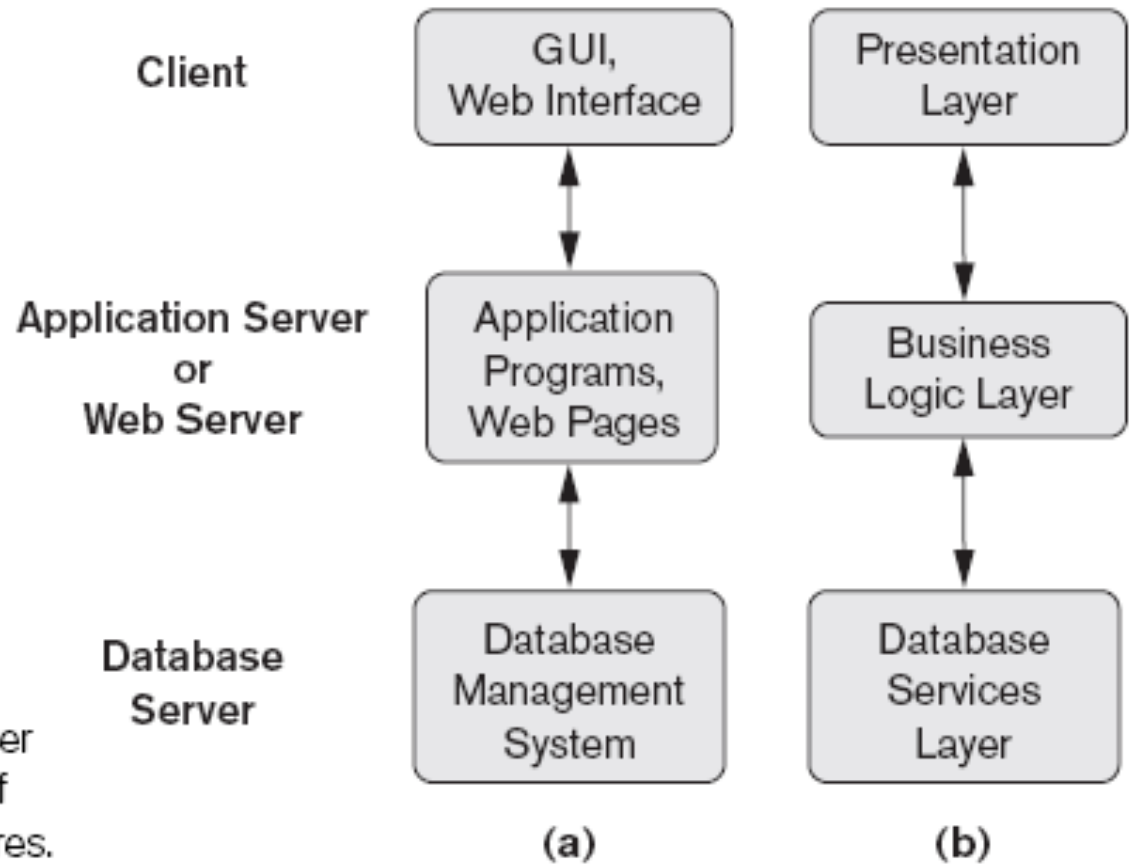 Client
GUI,
Web Interface
Presentation
Layer
Application Server
or
Web Server
Application
Programs,
Web Pages
Business
Logic Layer
Database
Server
Database
Management
System
Database
Services
Layer
(a)
(b)